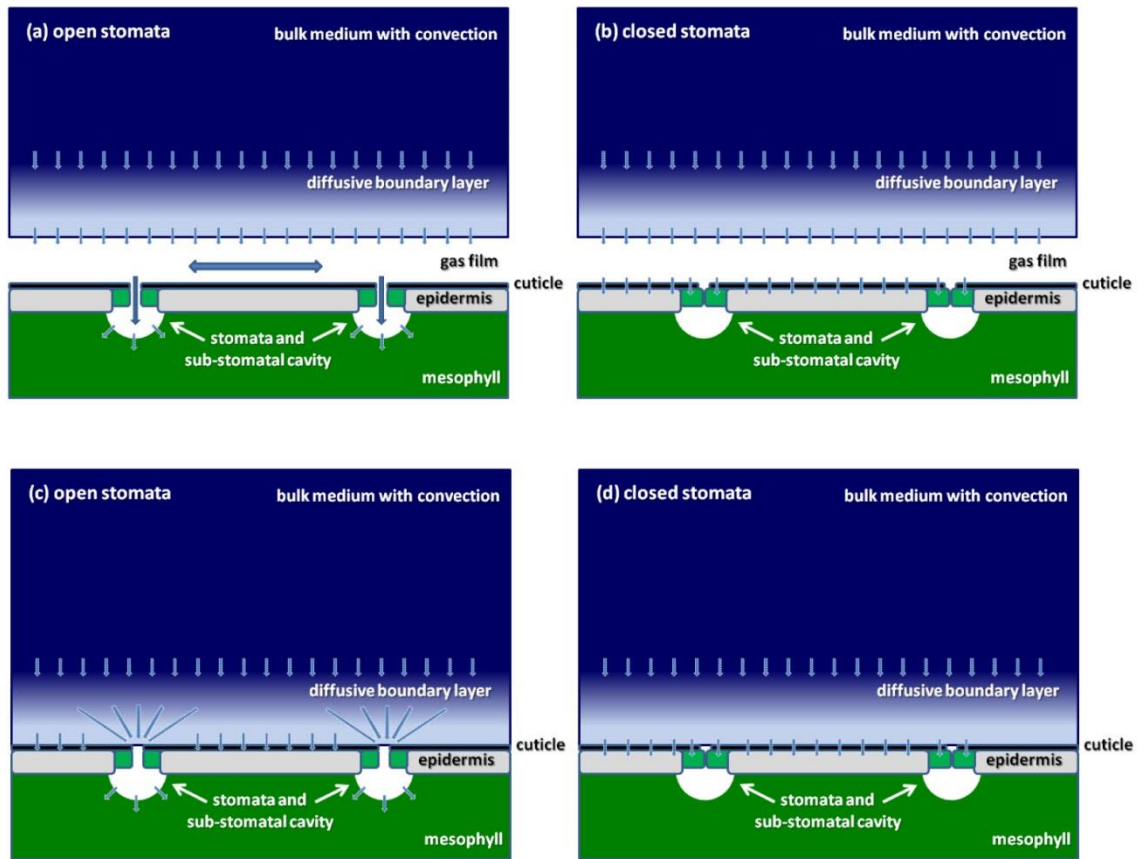 (a) open stomata
bulk medium with convection
diffusive boundary layer
gas film
cuticle
epidermis
stomata and
sub-stomatal cavity
mesophyll
(b) closed stomata
bulk medium with convection
diffusive boundary layer
gas film
cuticle
epidermis
stomata and
sub-stomatal cavity
mesophyll
(c) open stomata
bulk medium with convection
diffusive boundary layer
cuticle
epidermis
stomata and
sub-stomatal cavity
mesophyll
(d) closed stomata
bulk medium with convection
diffusive boundary layer
cuticle
epidermis
stomata and
sub-stomatal cavity
mesophyll